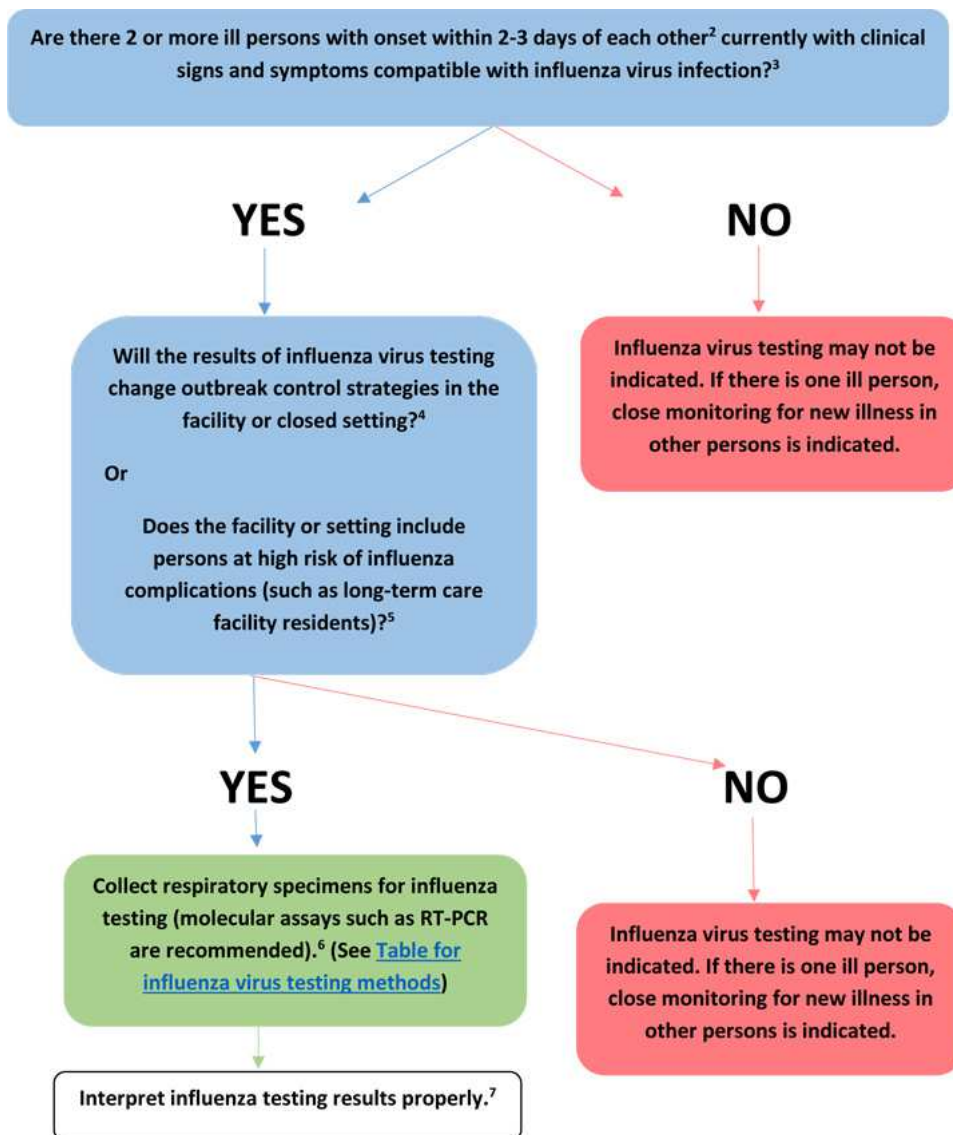 Are there 2 or more ill persons with onset within 2-3 days of each other² currently with clinical
signs and symptoms compatible with influenza virus infection?³
YES
NO
Will the results of influenza virus testing
change outbreak control strategies in the
facility or closed setting?⁴
Or
Does the facility or setting include
persons at high risk of influenza
complications (such as long-term care
facility residents)?⁵
Influenza virus testing may not be
indicated. If there is one ill person,
close monitoring for new illness in
other persons is indicated.
YES
NO
Collect respiratory specimens for influenza
testing (molecular assays such as RT-PCR
are recommended).⁶ (See Table for
influenza virus testing methods)
Influenza virus testing may not be
indicated. If there is one ill person,
close monitoring for new illness in
other persons is indicated.
Interpret influenza testing results properly.⁷